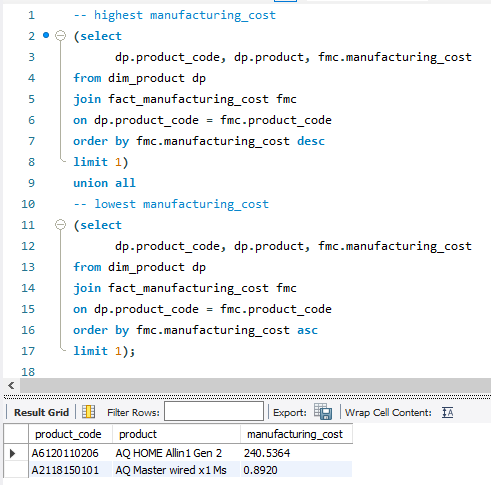 1 -- highest manufacturing_cost
2 (select
3 dp.product_code, dp.product, fmc.manufacturing_cost
4 from dim_product dp
5 join fact_manufacturing_cost fmc
6 on dp.product_code = fmc.product_code
7 order by fmc.manufacturing_cost desc
8 limit 1)
9 union all
10 -- lowest manufacturing_cost
11 (select
12 dp.product_code, dp.product, fmc.manufacturing_cost
13 from dim_product dp
14 join fact_manufacturing_cost fmc
15 on dp.product_code = fmc.product_code
16 order by fmc.manufacturing_cost asc
17 limit 1);
18
Result Grid Filter Rows: Export: Wrap Cell Content: IA
product_code product manufacturing_cost
A6120110206 AQ HOME Allin1 Gen 2 240.5364
A2118150101 AQ Master wired x1 Ms 0.8920